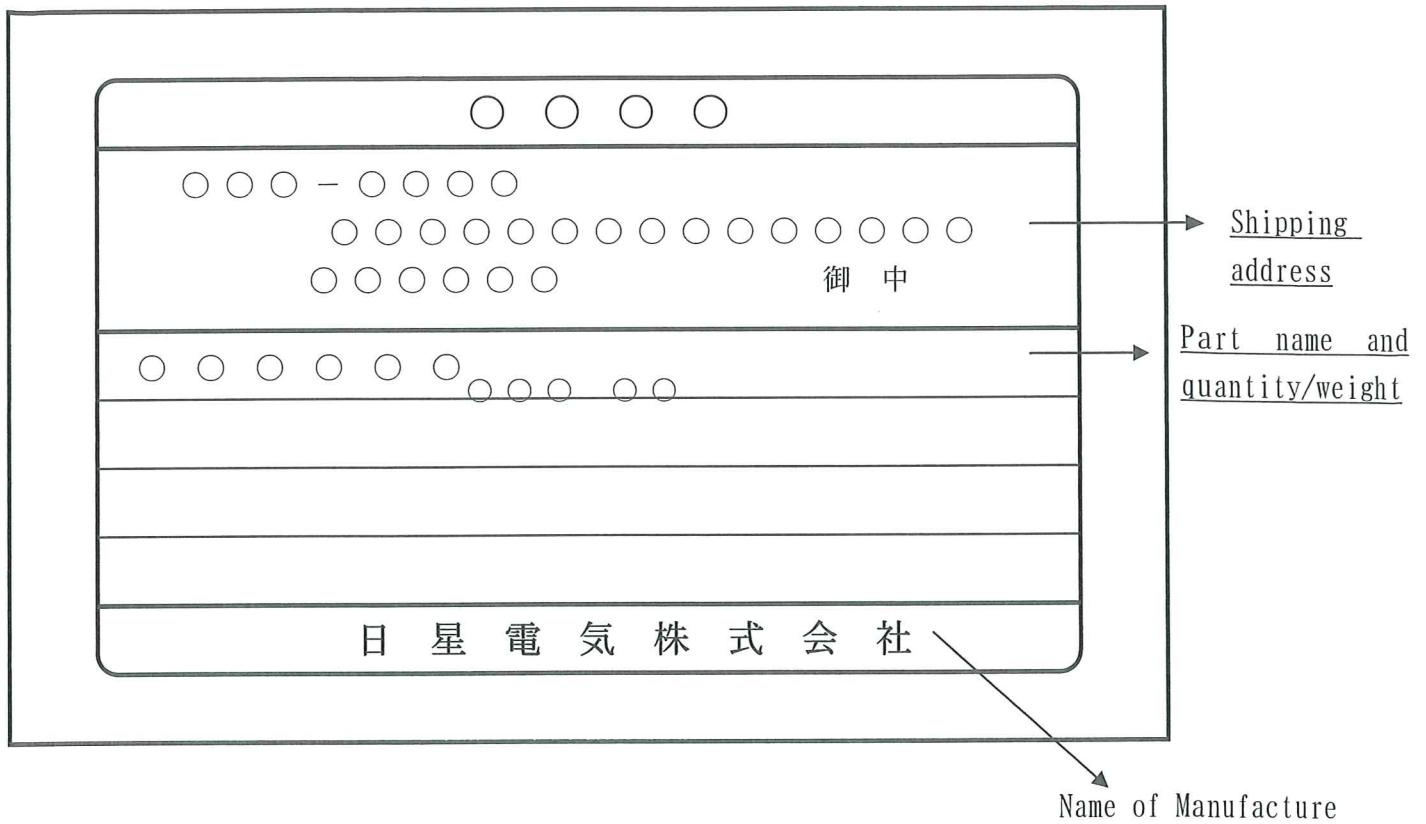 ○ ○ ○ ○
○ ○ ○ － ○ ○ ○ ○
○ ○ ○ ○ ○ ○ ○ ○ ○ ○ ○ ○ ○ ○ ○
○ ○ ○ ○ ○ ○ 御 中
Shipping
address
○ ○ ○ ○ ○ ○ ○ ○ ○ ○ ○
Part name and
quantity/weight
日 星 電 気 株 式 会 社
Name of Manufacture